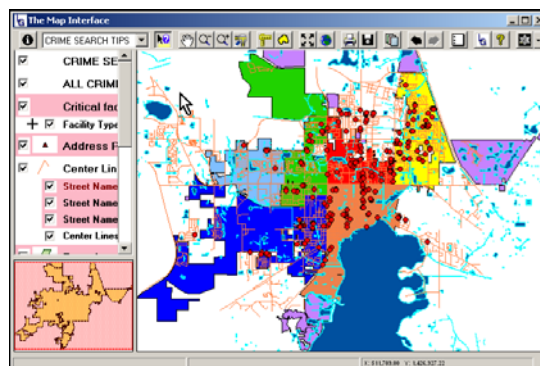 The Map Interface
CRIME SEARCH TIPS
CRIME SE
ALL CRIM
Critical fac
Facility Type
Address F
Center Lin
Street Name
Street Name
Street Name
Center Lines